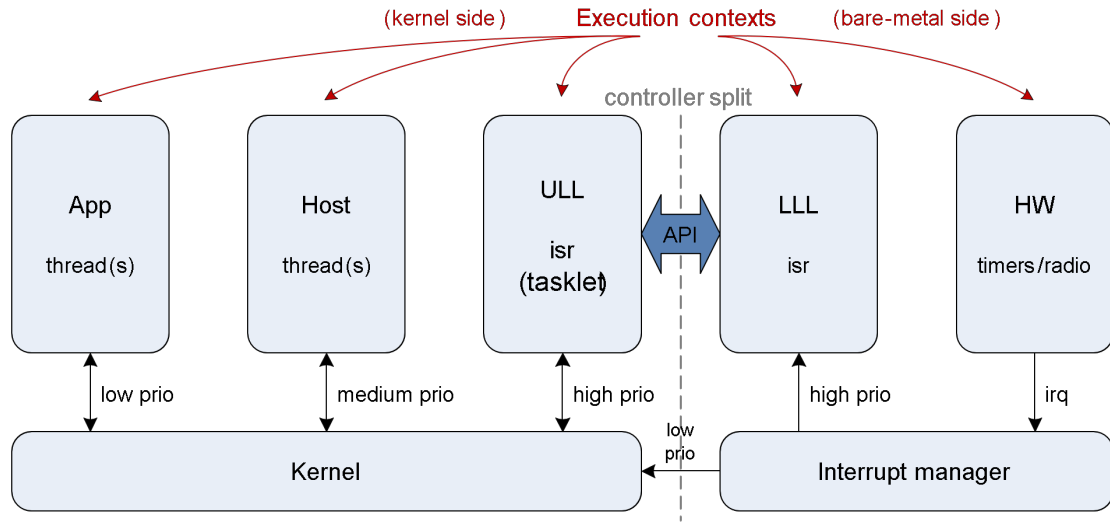 (kernel side) Execution contexts (bare-metal side)
controller split
App
thread(s)
Host
thread(s)
ULL
isr
(tasklet)
API
LLL
isr
HW
timers/radio
low prio
medium prio
high prio
high prio
irq
low
prio
Kernel
Interrupt manager